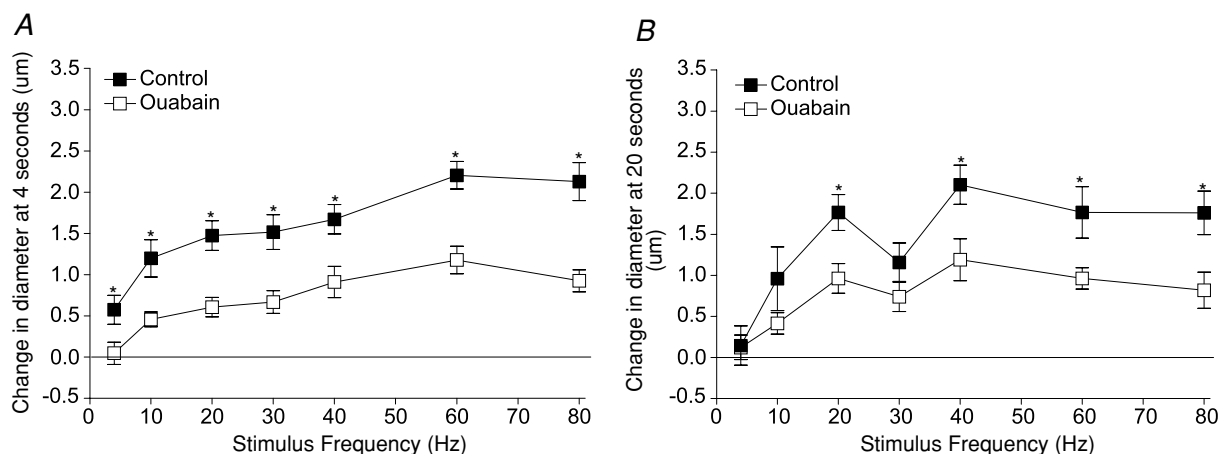 A
Change in diameter at 4 seconds (um)
3.5
3.0
2.5
2.0
1.5
1.0
0.5
0.0
-0.5
Control
Ouabain
*
*
*
*
*
*
*
0 10 20 30 40 50 60 70 80
Stimulus Frequency (Hz)
B
Change in diameter at 20 seconds
(um)
3.5
3.0
2.5
2.0
1.5
1.0
0.5
0.0
-0.5
Control
Ouabain
*
*
*
*
0 10 20 30 40 50 60 70 80
Stimulus Frequency (Hz)